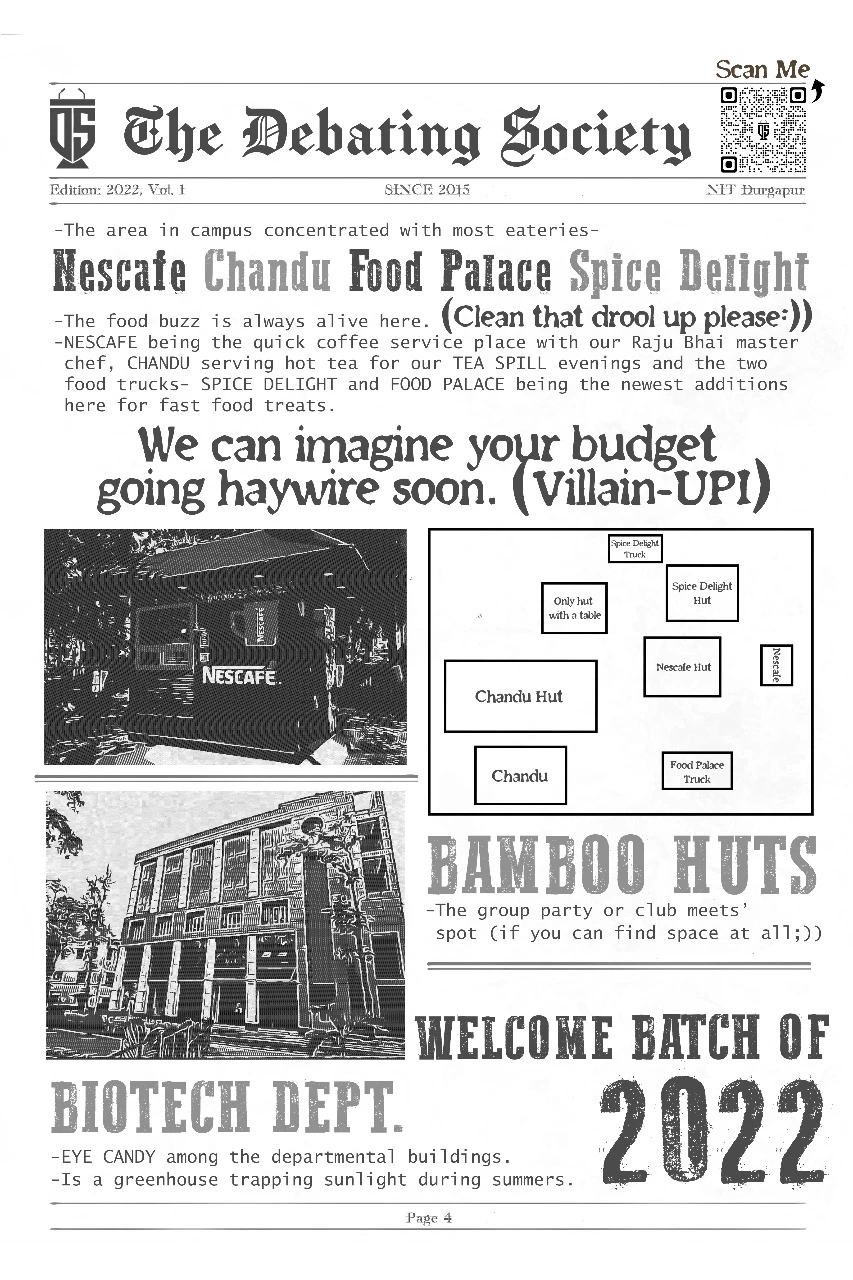 Scan Me
DS
The Debating Society
Edition: 2022, Vol. 1 SINCE 2015 NIT Durgapur
-The area in campus concentrated with most eateries-
Nescafe Chandu Food Palace Spice Delight
-The food buzz is always alive here. (Clean that drool up please:))
-NESCAFE being the quick coffee service place with our Raju Bhai master
chef, CHANDU serving hot tea for our TEA SPILL evenings and the two
food trucks- SPICE DELIGHT and FOOD PALACE being the newest additions
here for fast food treats.
We can imagine your budget
going haywire soon. (Villain-UPI)
NESCAFE
NESCAFE.
Spice Delight
Truck
Spice Delight
Hut
Only hut
with a table
Nescafe Hut
Nescafe
Chandu Hut
Chandu
Food Palace
Truck
BAMBOO HUTS
-The group party or club meets’
spot (if you can find space at all;))
WELCOME BATCH OF
2022
BIOTECH DEPT.
-EYE CANDY among the departmental buildings.
-Is a greenhouse trapping sunlight during summers.
Page 4